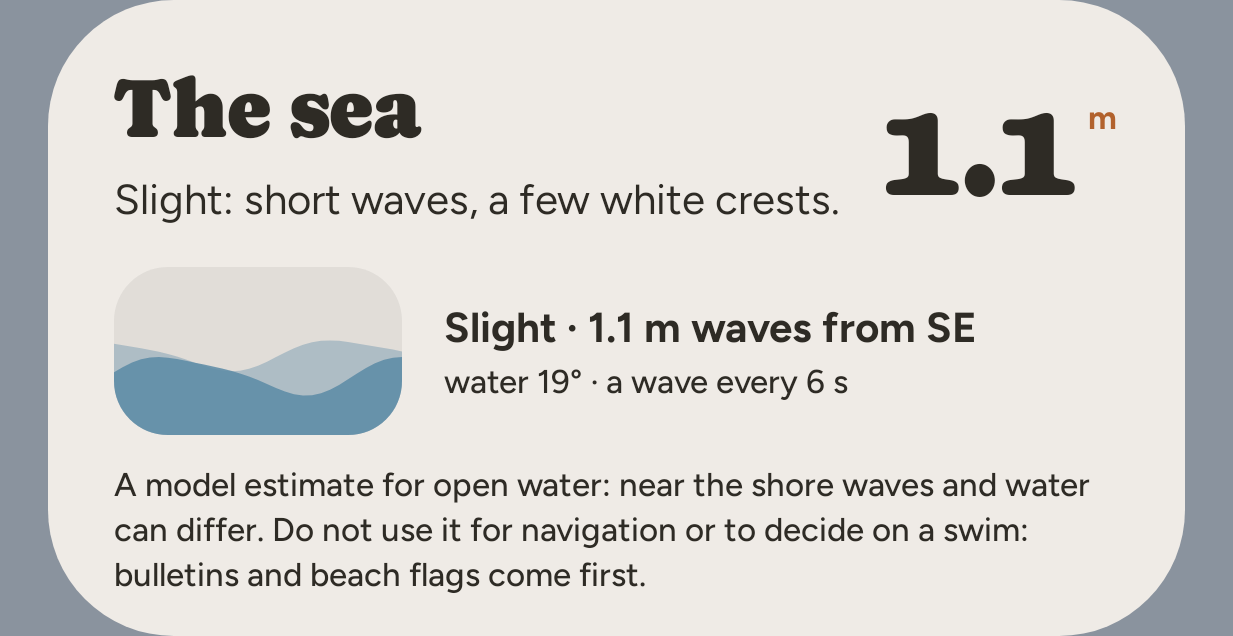 The sea
1.1 m
Slight: short waves, a few white crests.
Slight · 1.1 m waves from SE
water 19° · a wave every 6 s
A model estimate for open water: near the shore waves and water
can differ. Do not use it for navigation or to decide on a swim:
bulletins and beach flags come first.